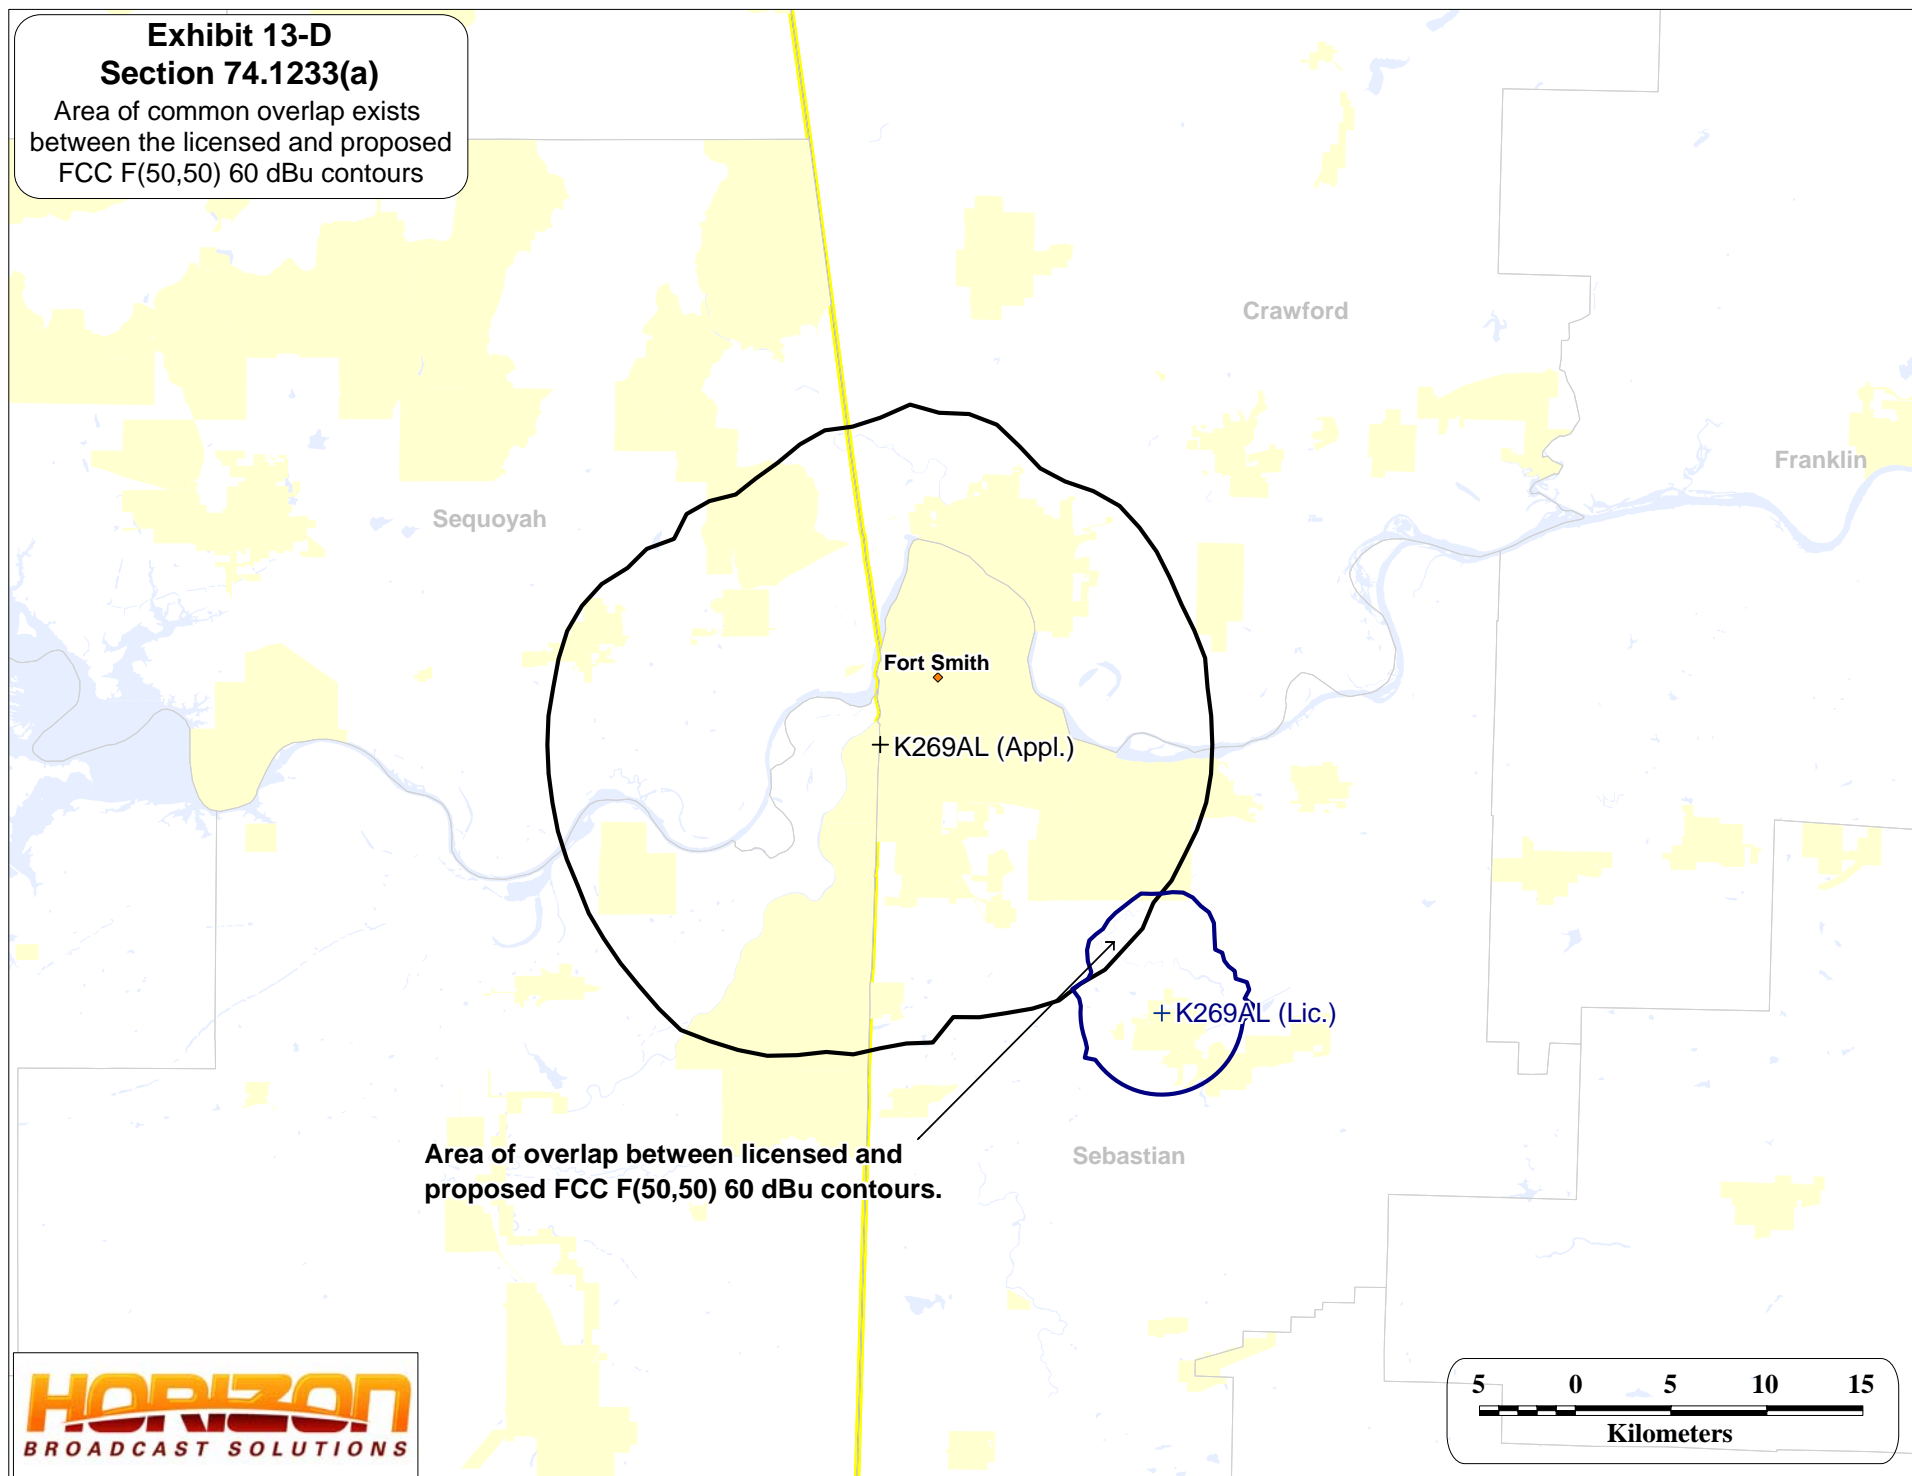 Exhibit 13-D
Section 74.1233(a)
Area of common overlap exists
between the licensed and proposed
FCC F(50,50) 60 dBu contours
Crawford
Franklin
Sequoyah
Fort Smith
K269AL (Appl.)
K269AL (Lic.)
Area of overlap between licensed and
proposed FCC F(50,50) 60 dBu contours.
Sebastian
HORIZON
BROADCAST SOLUTIONS
5 0 5 10 15
Kilometers